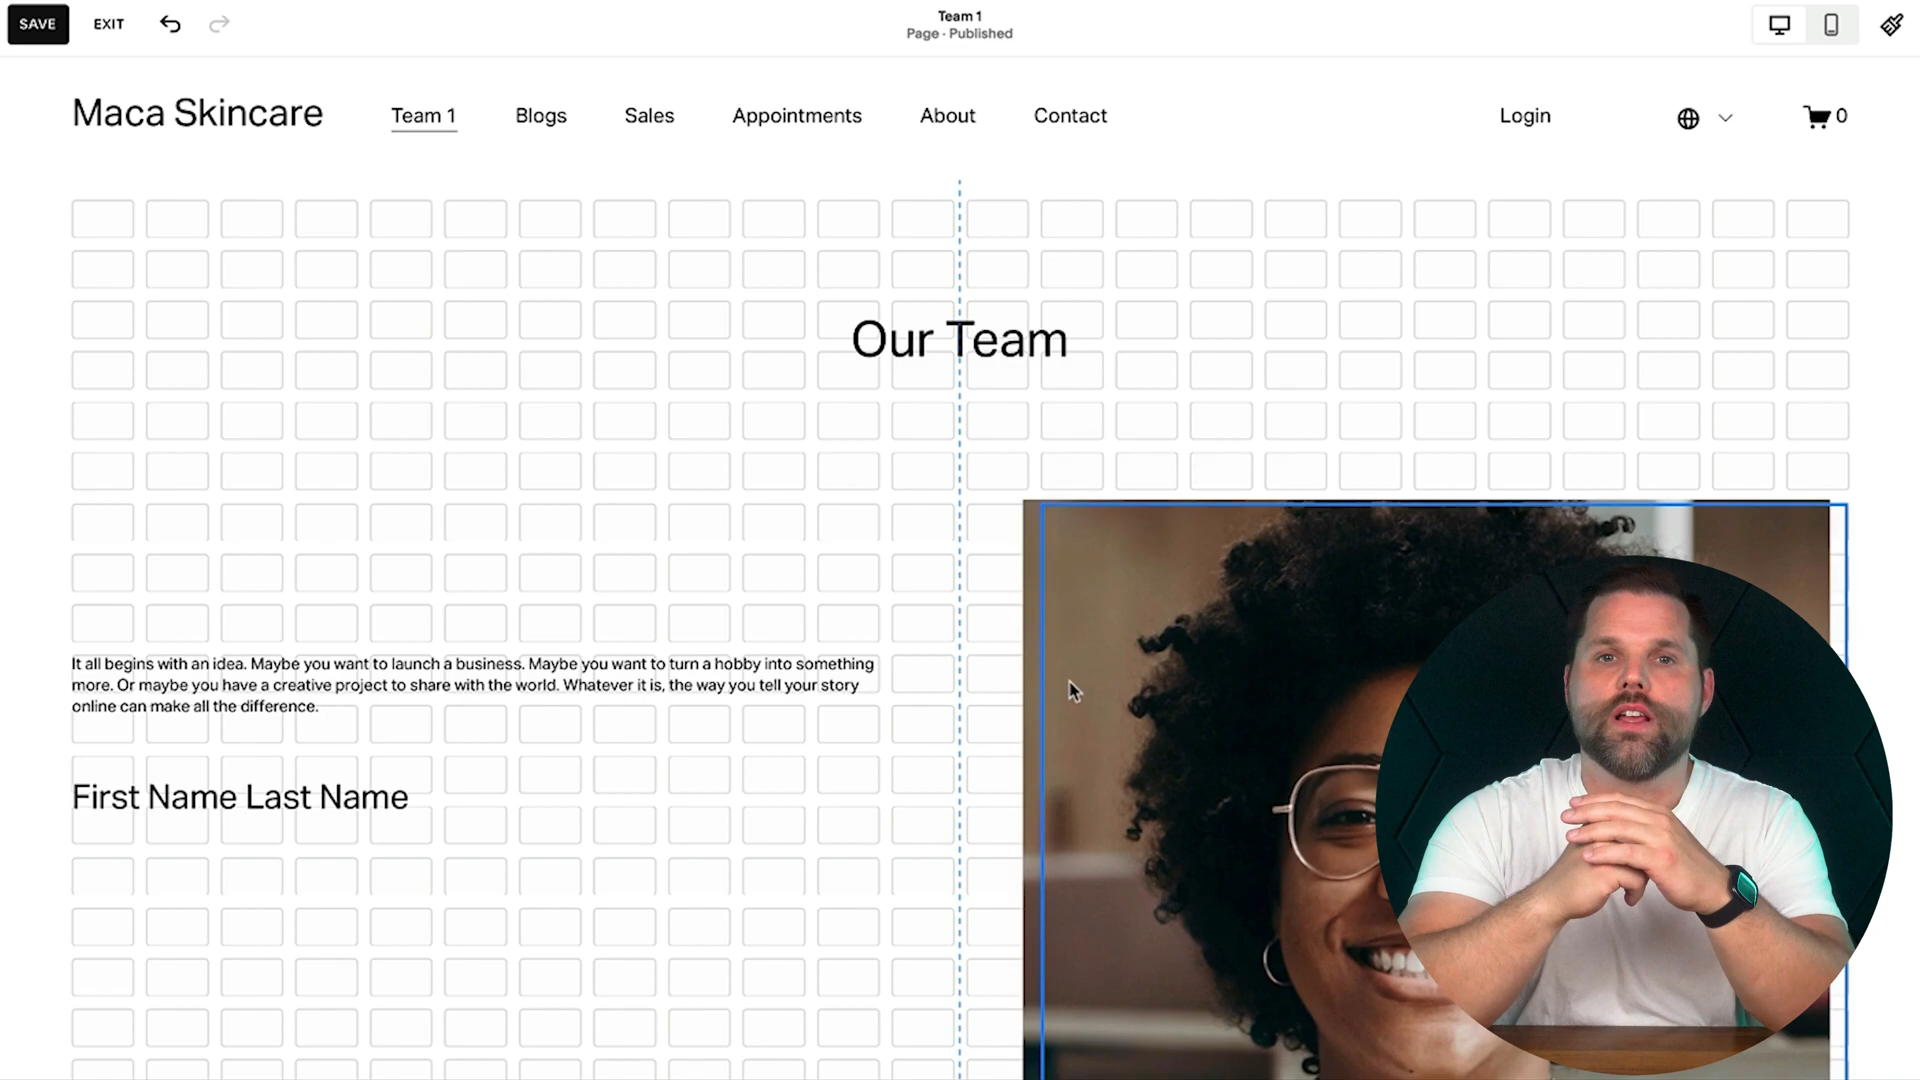 SAVE
EXIT
Team 1
Page · Published
Maca Skincare
Team 1
Blogs
Sales
Appointments
About
Contact
Login
0
Our Team
It all begins with an idea. Maybe you want to launch a business. Maybe you want to turn a hobby into something
more. Or maybe you have a creative project to share with the world. Whatever it is, the way you tell your story
online can make all the difference.
First Name Last Name